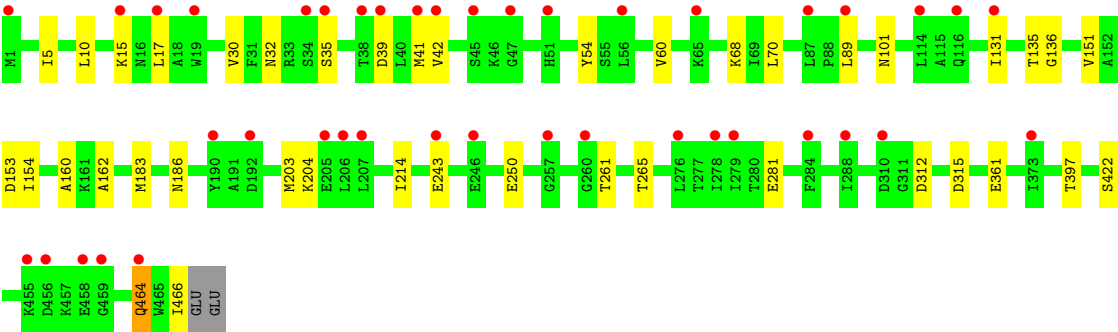 M1 I5 L10 K15 N16 L17 A18 W19 V30 F31 N32 R33 S34 S35 T38 D39 L40 M41 V42 S45 K46 G47 H51 Y54 S55 L56 V60 K65 K68 I69 L70 L87 P88 L89 N101 L114 A115 Q116 I131 T135 G136 V151 A152
D153 I154 A160 K161 A162 M183 N186 Y190 A191 D192 M203 K204 E205 L206 L207 I214 E243 E246 E250 G257 G260 T261 T265 L276 T277 I278 I279 T280 E281 F284 I288 D310 G311 D312 D315 E361 I373 T397 S422
K455 D456 K457 E458 G459 Q464 W465 I466 GLU GLU